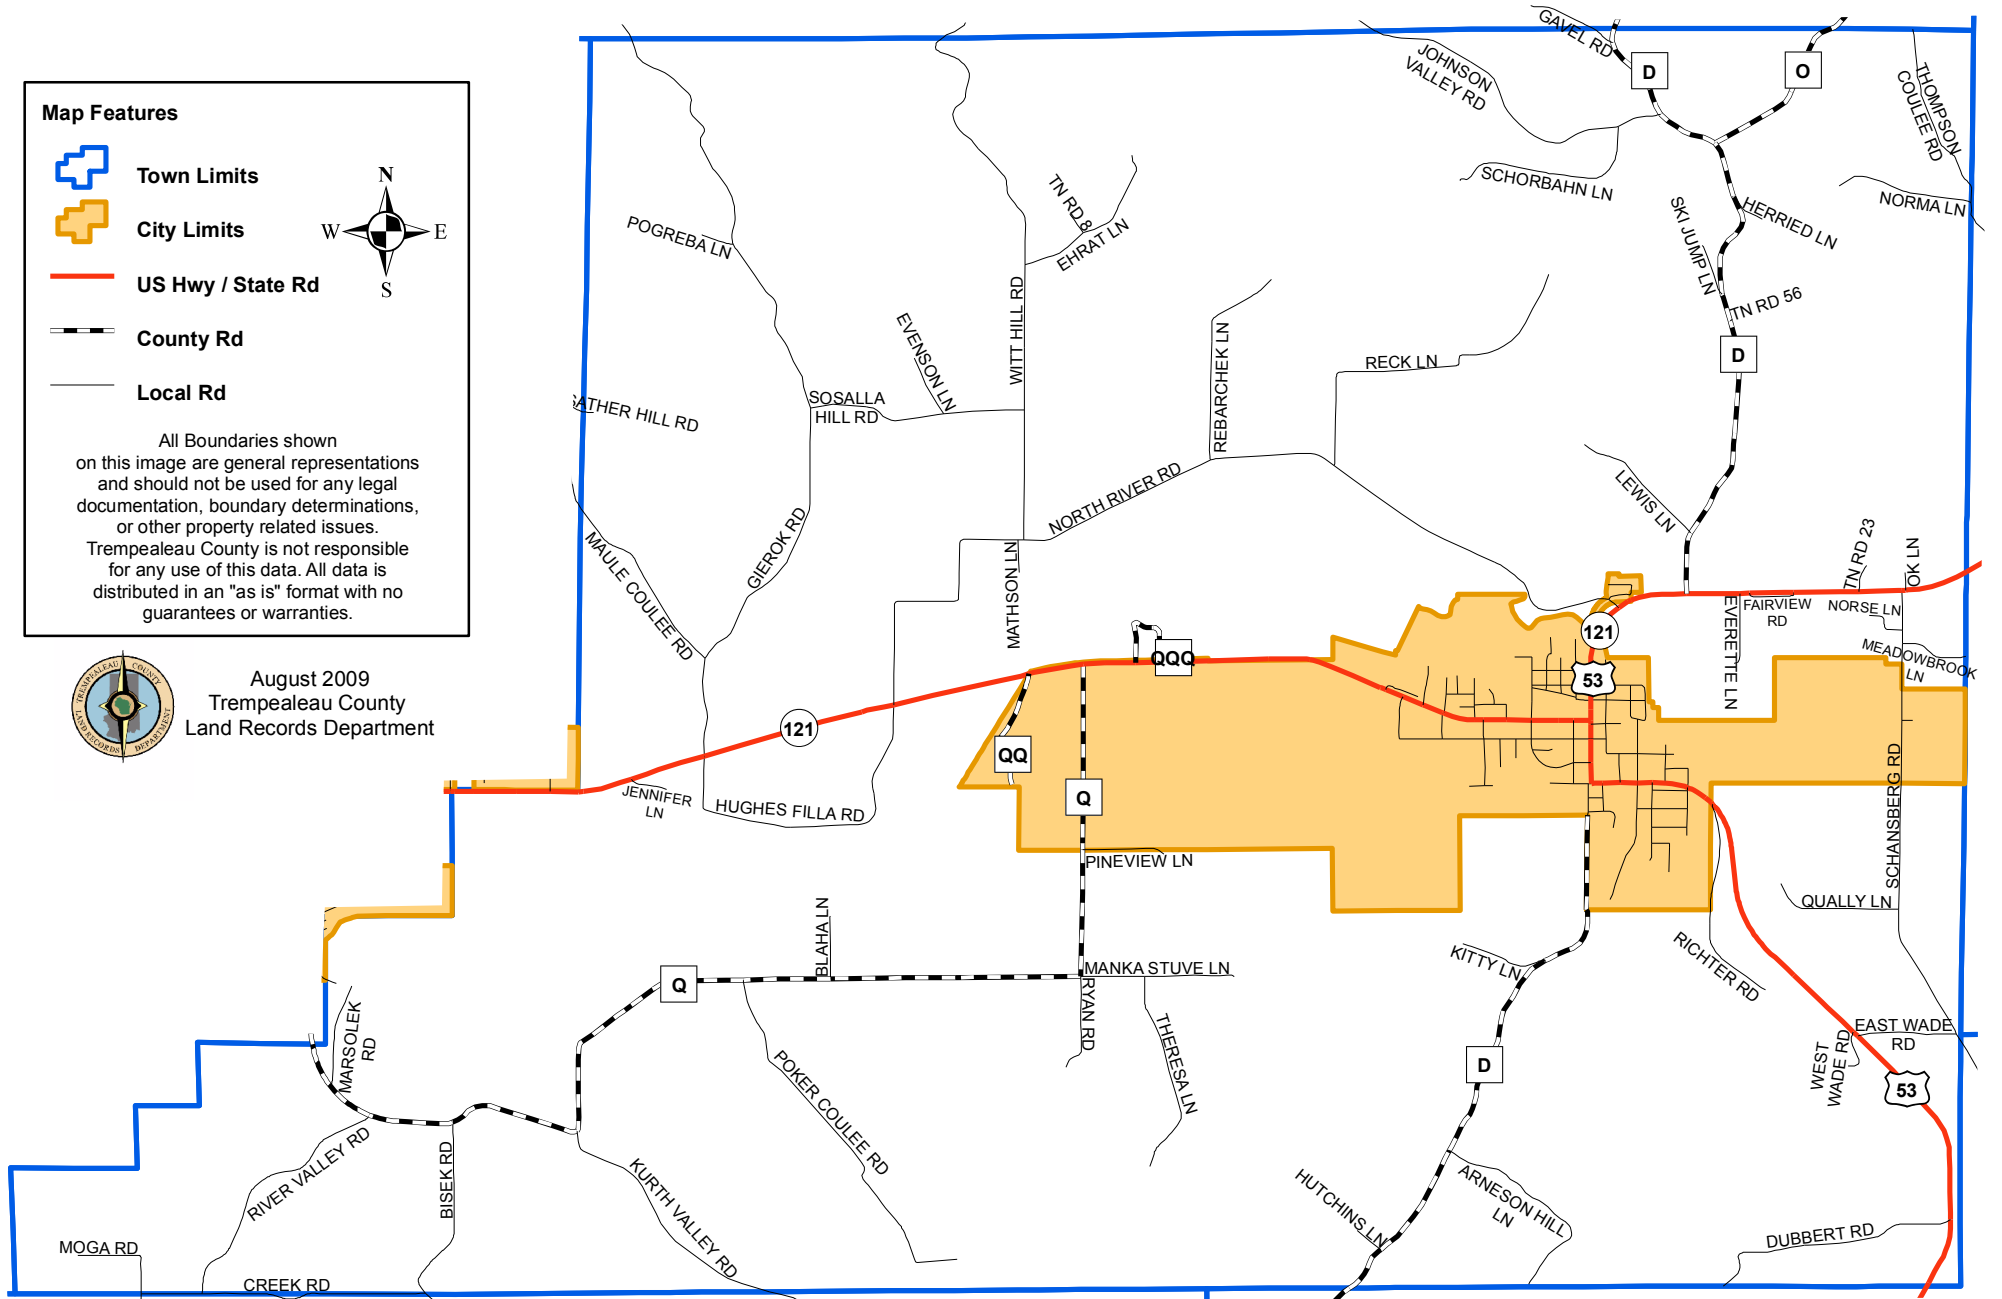 Map Features
Town Limits
City Limits
US Hwy / State Rd
County Rd
Local Rd
N
W
E
S
All Boundaries shown
on this image are general representations
and should not be used for any legal
documentation, boundary determinations,
or other property related issues.
Trempealeau County is not responsible
for any use of this data. All data is
distributed in an "as is" format with no
guarantees or warranties.
TREMPEALEAU COUNTY
LAND RECORDS DEPARTMENT
August 2009
Trempealeau County
Land Records Department
GAVEL RD
JOHNSON
VALLEY RD
D
O
THOMPSON
COULEE RD
SCHORBAHN LN
NORMA LN
TN RD 8
EHRAT LN
POGREBA LN
SKI JUMP LN
HERRIED LN
TN RD 56
D
WITT HILL RD
EVENSON LN
REBARCHEK LN
RECK LN
SOSALLA
HILL RD
GATHER HILL RD
NORTH RIVER RD
LEWIS LN
GIEROK RD
MAULE COULEE RD
MATHSON LN
TN RD 23
OK LN
EVERETTE LN
FAIRVIEW
RD
NORSE LN
MEADOWBROOK
LN
121
53
QQQ
121
QQ
Q
JENNIFER
LN
HUGHES FILLA RD
SCHANSBERG RD
PINEVIEW LN
QUALLY LN
BLAHA LN
KITTY LN
RICHTER RD
Q
MANKA STUVE LN
RYAN RD
THERESA LN
MARSOLEK
RD
POKER COULEE RD
D
EAST WADE
RD
WEST
WADE RD
53
RIVER VALLEY RD
BISEK RD
KURTH VALLEY RD
HUTCHINS LN
ARNESON HILL
LN
DUBBERT RD
MOGA RD
CREEK RD